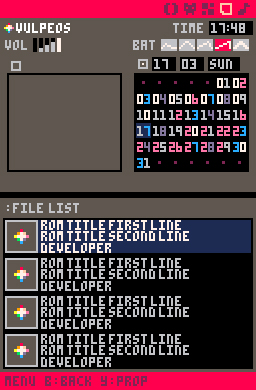 VULPEOS TIME 17:48
VOL BAT
17 03 SUN
01 02
03 04 05 06 07 08 09
10 11 12 13 14 15 16
17 18 19 20 21 22 23
24 25 26 27 28 29 30
31
:FILE LIST
ROM TITLE FIRST LINE
ROM TITLE SECOND LINE
DEVELOPER
ROM TITLE FIRST LINE
ROM TITLE SECOND LINE
DEVELOPER
ROM TITLE FIRST LINE
ROM TITLE SECOND LINE
DEVELOPER
ROM TITLE FIRST LINE
ROM TITLE SECOND LINE
DEVELOPER
MENU B:BACK Y:PROP